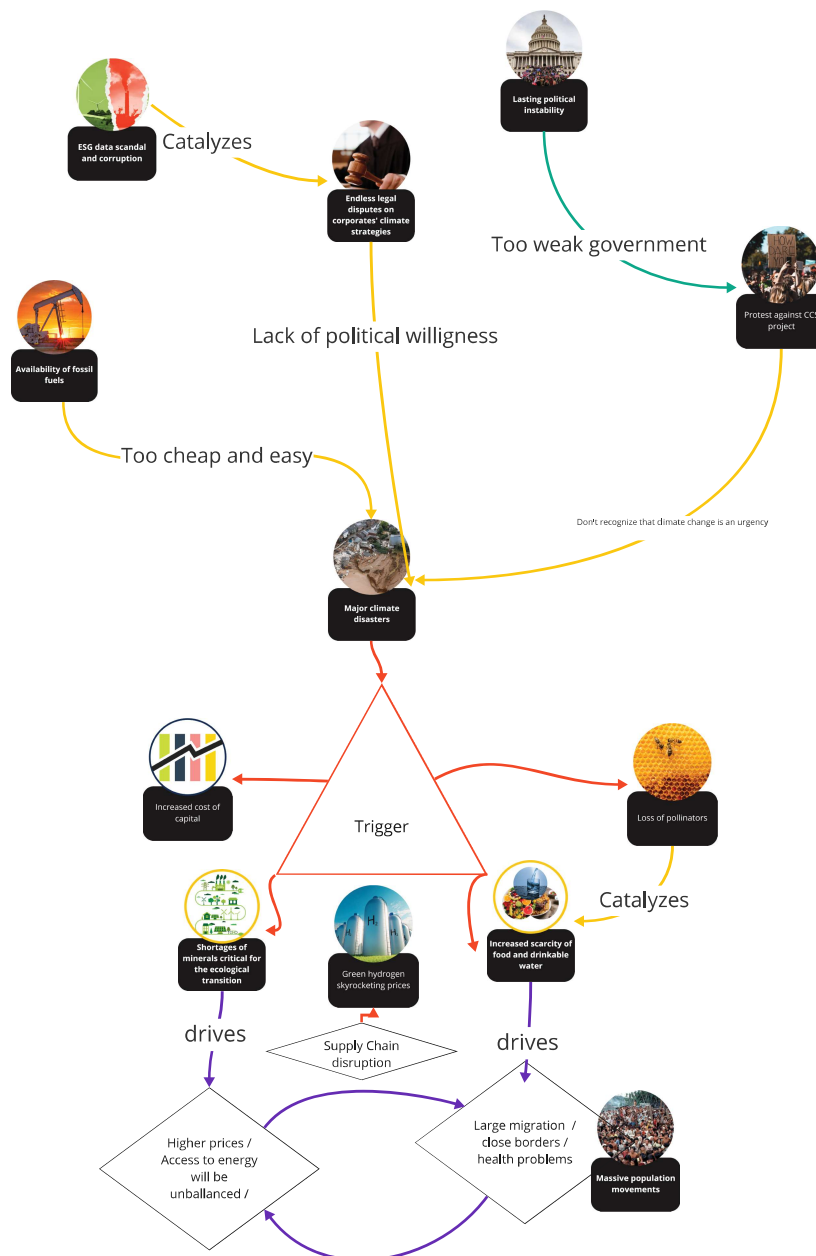 Lasting political
instability
ESG data scandal
and corruption
Catalyzes
Endless legal
disputes on
corporates' climate
strategies
Too weak government
Protest against CCS
project
Lack of political willigness
Availability of fossil
fuels
Too cheap and easy
Don't recognize that climate change is an urgency
Major climate
disasters
Increased cost of
capital
Trigger
Loss of pollinators
Catalyzes
Shortages of
minerals critical for
the ecological
transition
H2
Green hydrogen
skyrocketing prices
Increased scarcity of
food and drinkable
water
drives
Supply Chain
disruption
drives
Higher prices /
Access to energy
will be
unballanced /
Large migration /
close borders /
health problems
Massive population
movements